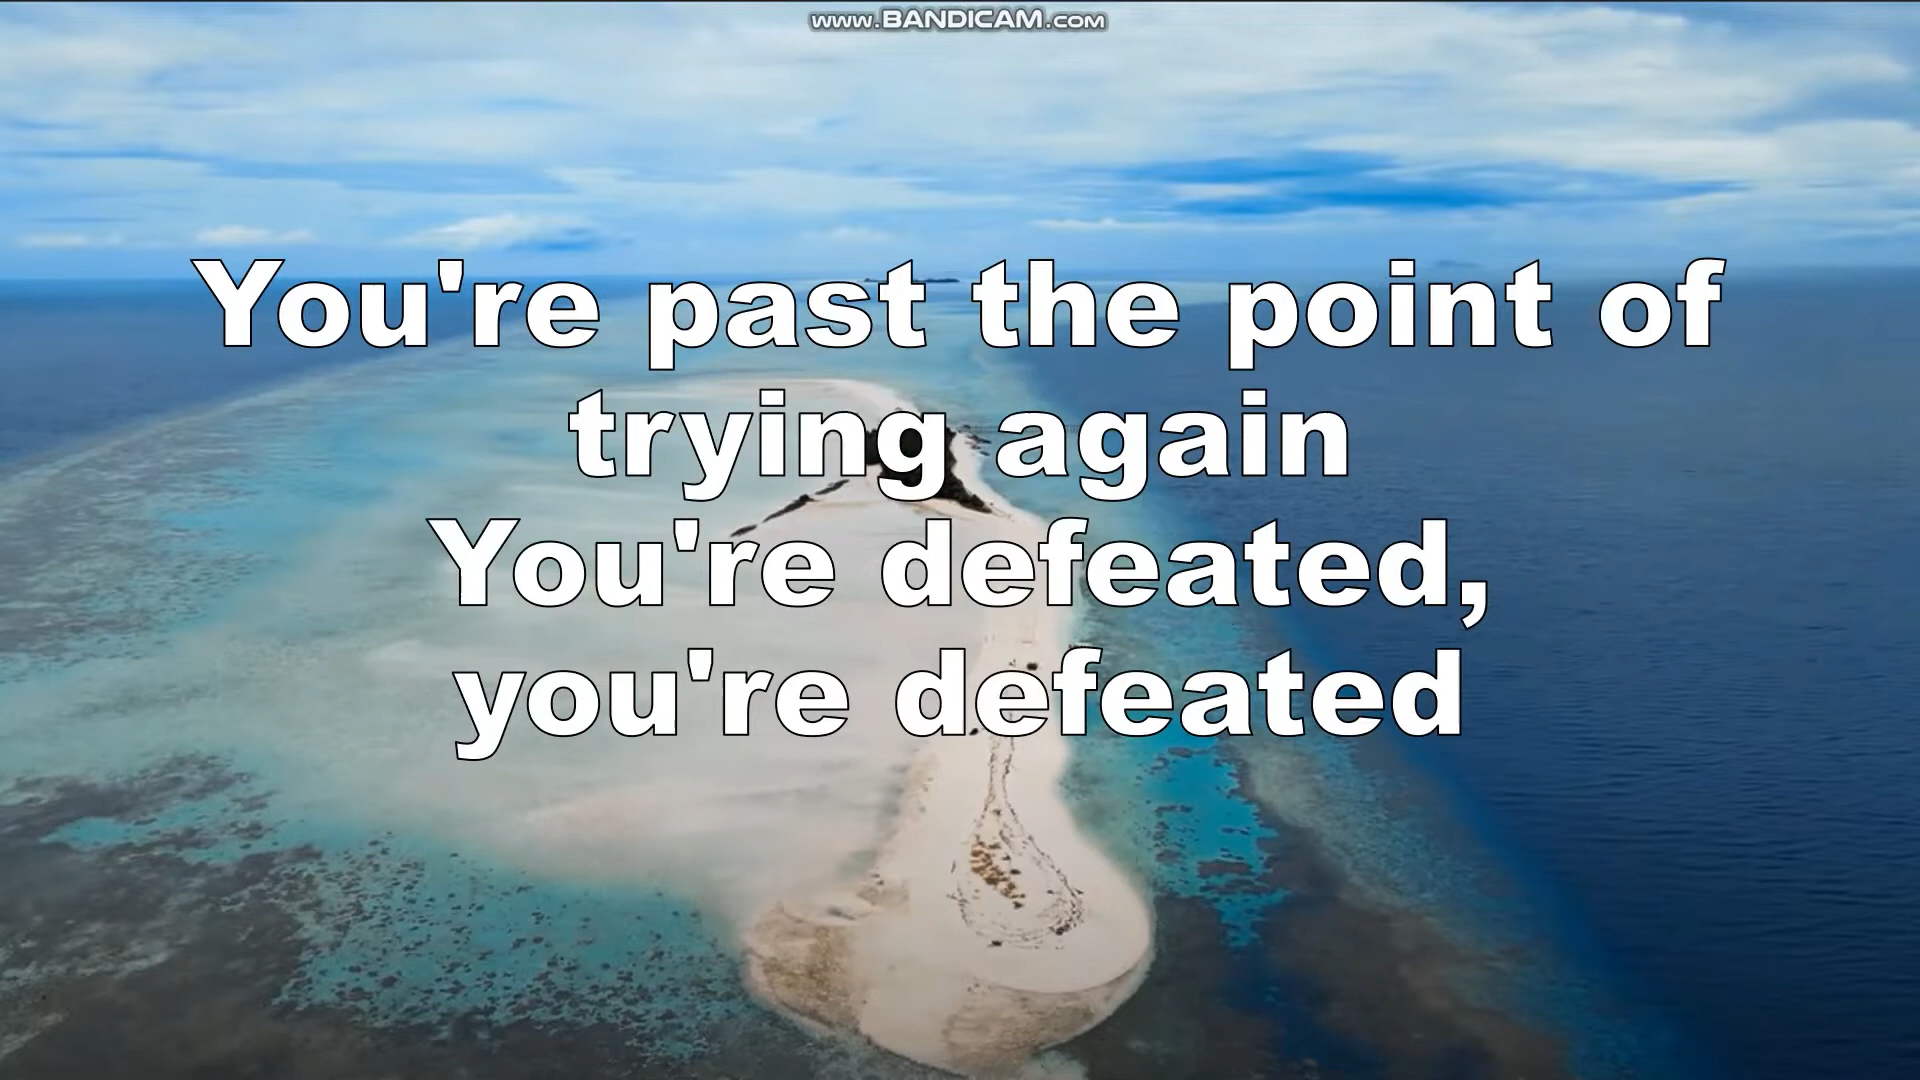 www.BANDICAM.com
You're past the point of
trying again
You're defeated,
you're defeated